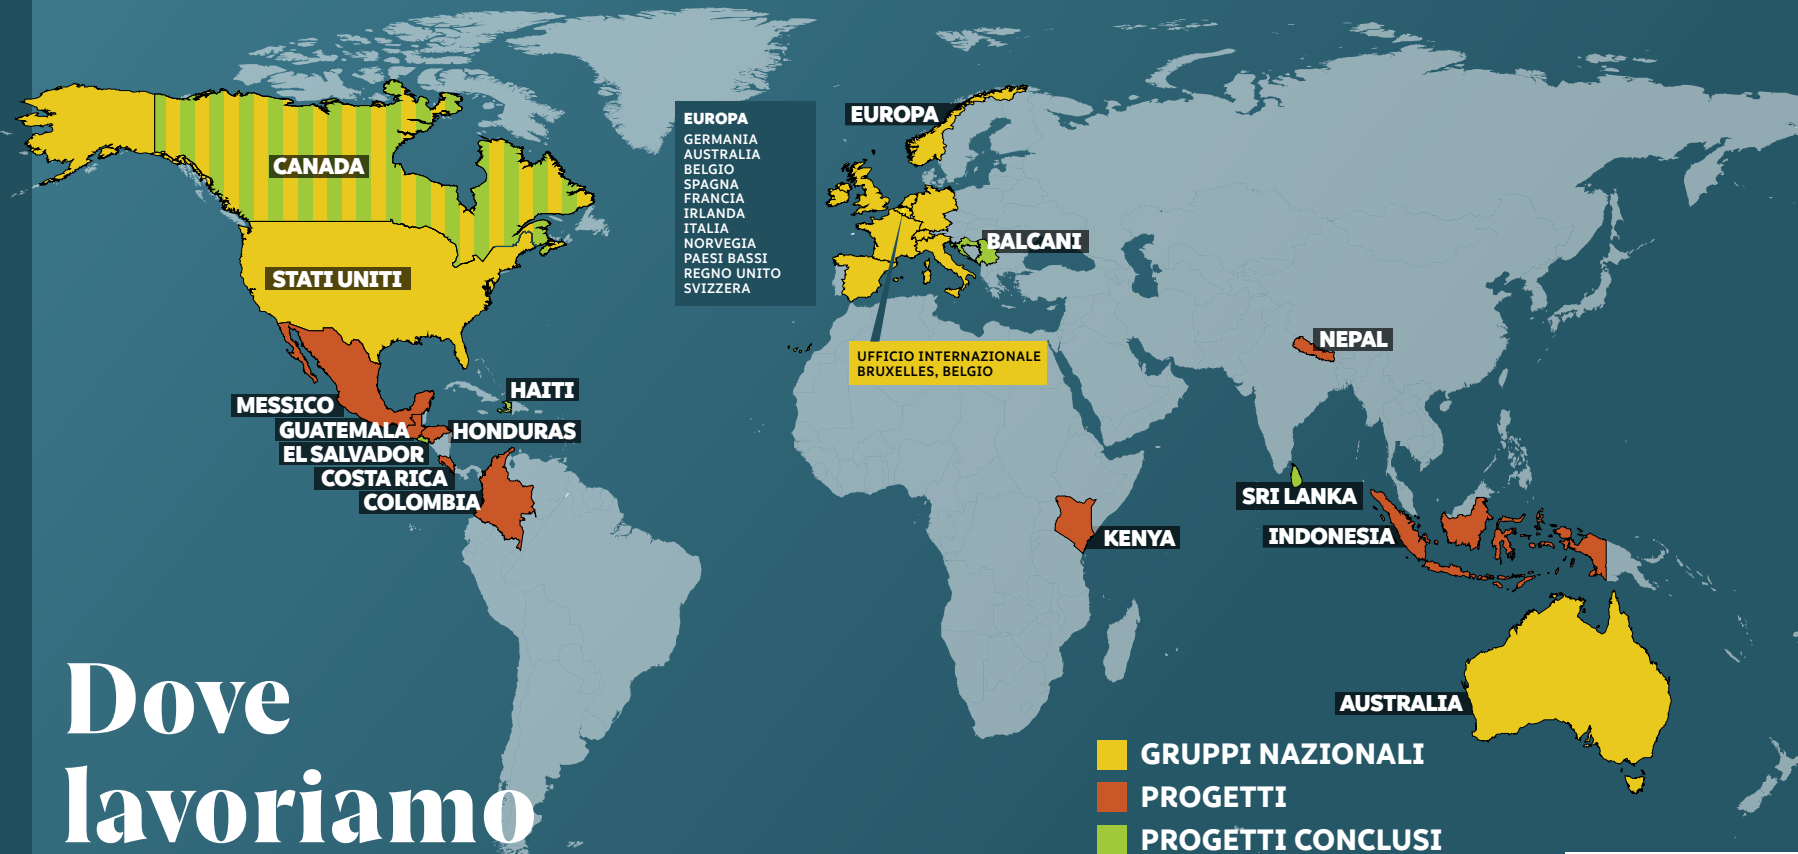 EUROPA
GERMANIA
AUSTRALIA
BELGIO
SPAGNA
FRANCIA
IRLANDA
ITALIA
NORVEGIA
PAESI BASSI
REGNO UNITO
SVIZZERA
EUROPA
CANADA
STATI UNITI
BALCANI
UFFICIO INTERNAZIONALE
BRUXELLES, BELGIO
NEPAL
HAITI
MESSICO
GUATEMALA
HONDURAS
EL SALVADOR
COSTA RICA
COLOMBIA
KENYA
SRI LANKA
INDONESIA
AUSTRALIA
Dove
lavoriamo
GRUPPI NAZIONALI
PROGETTI
PROGETTI CONCLUSI